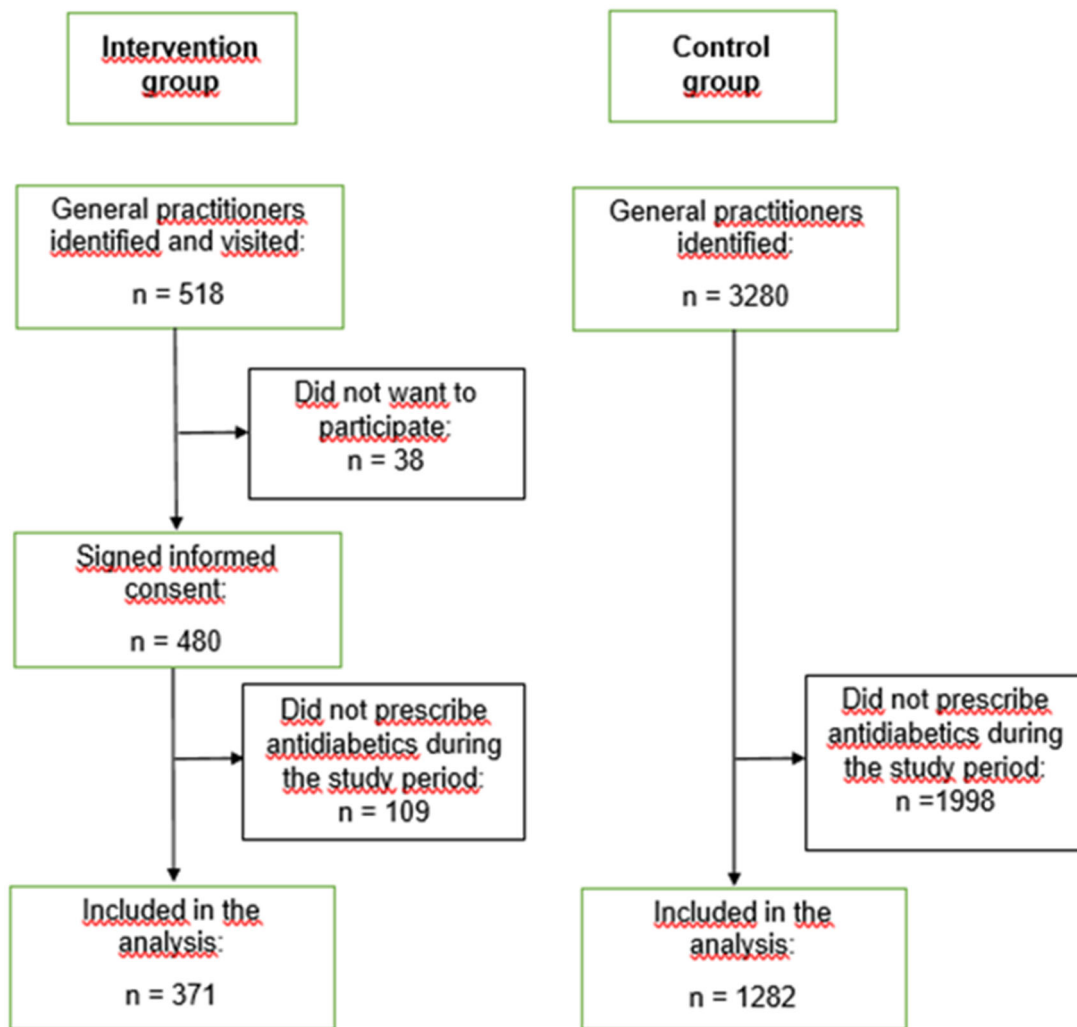 Intervention
group
General practitioners
identified and visited:
n = 518
Did not want to
participate:
n = 38
Signed informed
consent:
n = 480
Did not prescribe
antidiabetics during
the study period:
n = 109
Included in the
analysis:
n = 371
Control
group
General practitioners
identified:
n = 3280
Did not prescribe
antidiabetics during
the study period:
n =1998
Included in the
analysis:
n = 1282